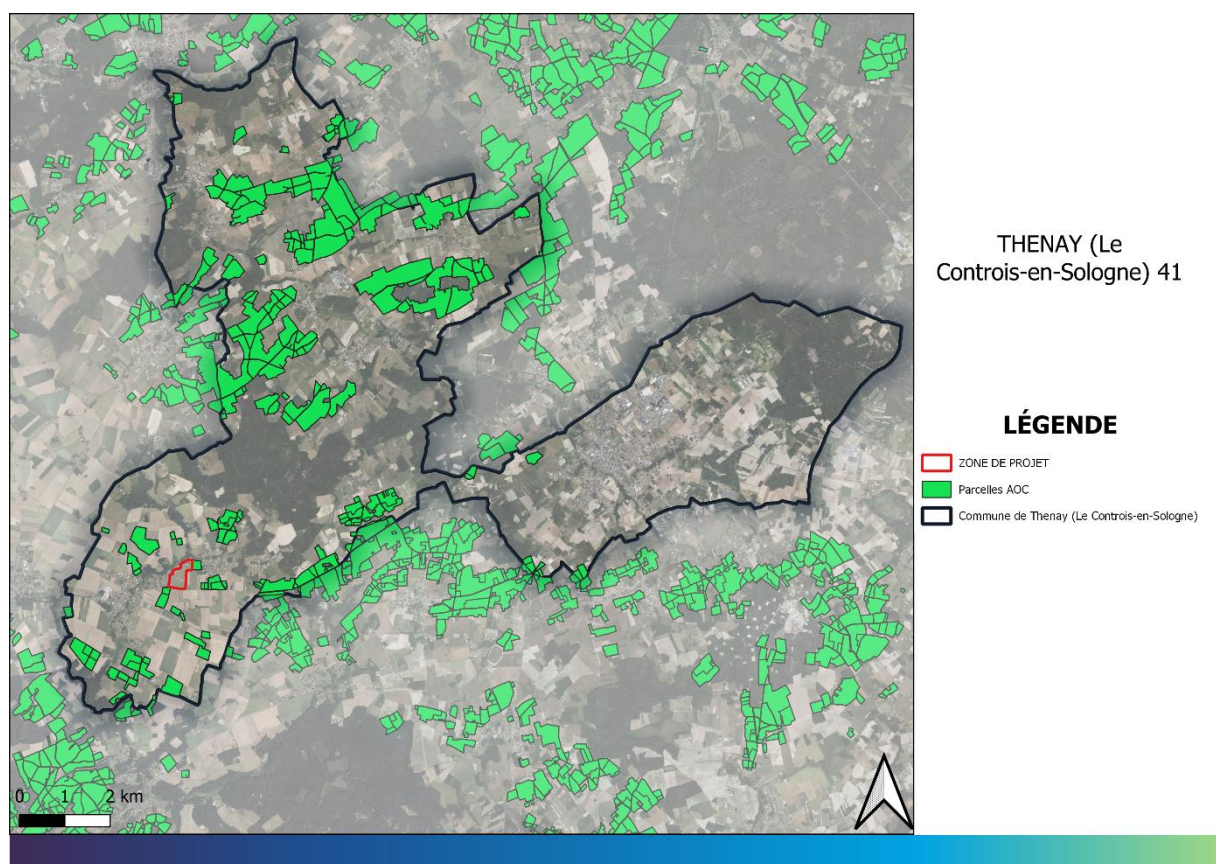 THENAY (Le
Controis-en-Sologne) 41
LÉGENDE
ZONE DE PROJET
Parcelles AOC
Commune de Thenay (Le Controis-en-Sologne)
0 1 2 km